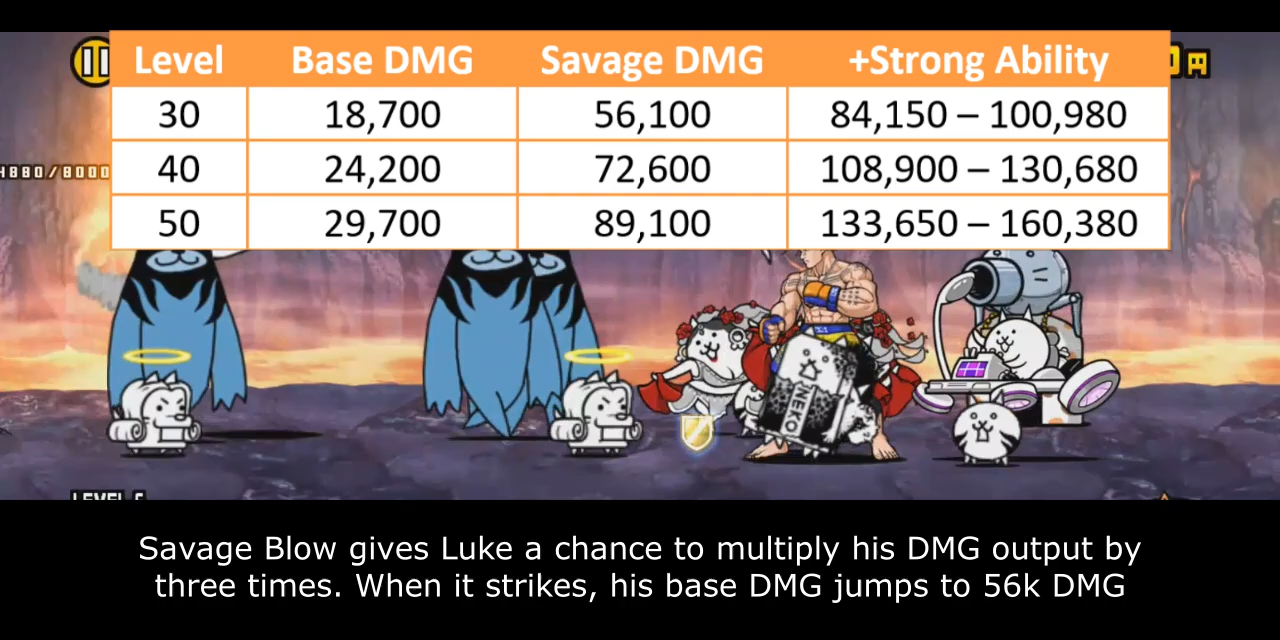 Level Base DMG Savage DMG +Strong Ability
30 18,700 56,100 84,150 – 100,980
40 24,200 72,600 108,900 – 130,680
50 29,700 89,100 133,650 – 160,380
4880/8000
NEKO
LEVEL
Savage Blow gives Luke a chance to multiply his DMG output by
three times. When it strikes, his base DMG jumps to 56k DMG